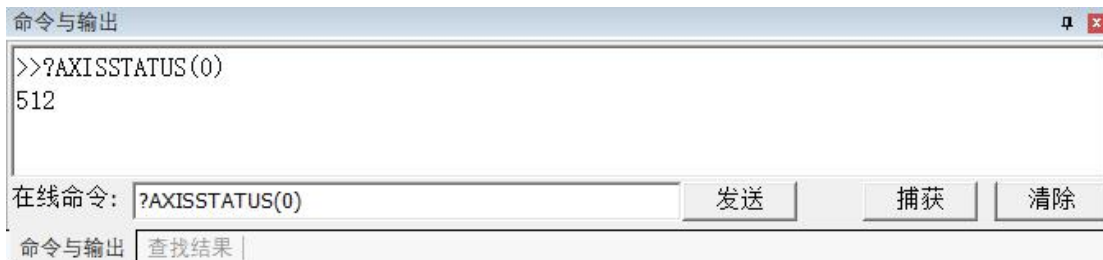 命令与输出
>>?AXISSTATUS(0)
512
在线命令: ?AXISSTATUS(0) 发送 捕获 清除
命令与输出 查找结果